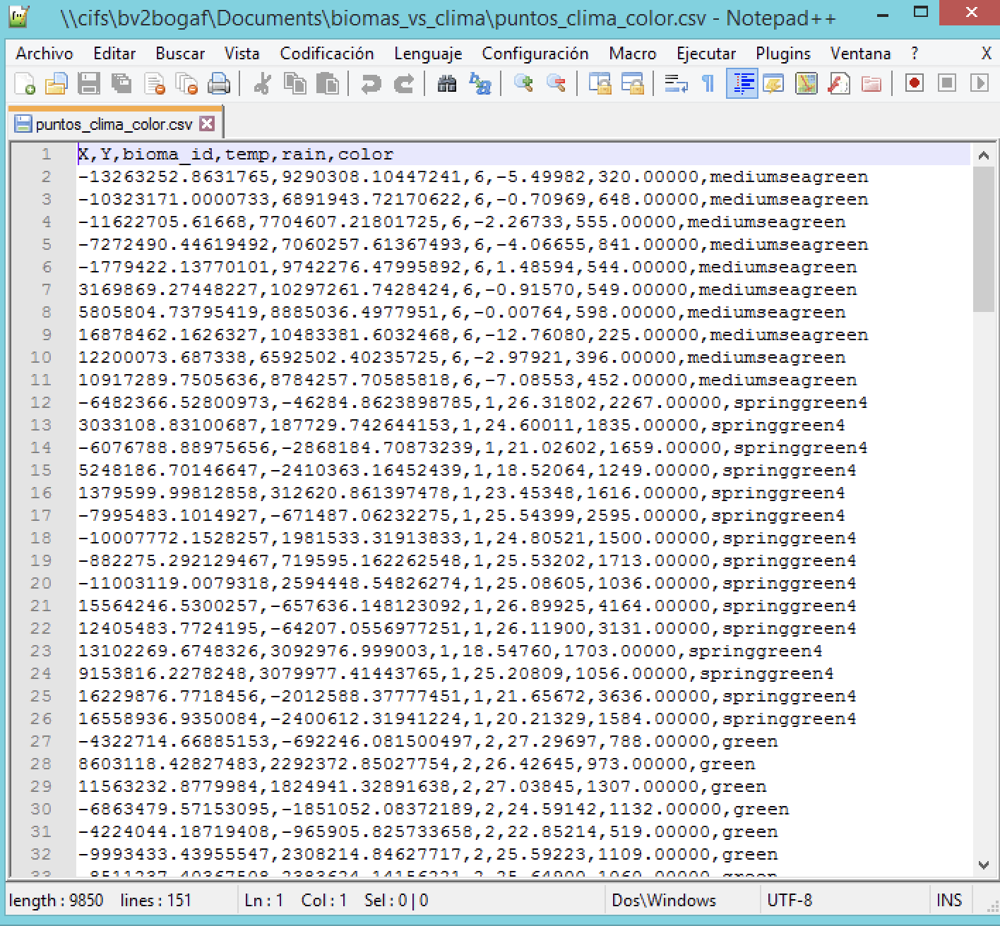 \\cifs\bv2bogaf\Documents\biomas_vs_clima\puntos_clima_color.csv - Notepad++
Archivo Editar Buscar Vista Codificación Lenguaje Configuración Macro Ejecutar Plugins Ventana ? X
puntos_clima_color.csv
1 X,Y,bioma_id,temp,rain,color
2 -13263252.8631765,9290308.10447241,6,-5.49982,320.00000,mediumseagreen
3 -10323171.0000733,6891943.72170622,6,-0.70969,648.00000,mediumseagreen
4 -11622705.61668,7704607.21801725,6,-2.26733,555.00000,mediumseagreen
5 -7272490.44619492,7060257.61367493,6,-4.06655,841.00000,mediumseagreen
6 -1779422.13770101,9742276.47995892,6,1.48594,544.00000,mediumseagreen
7 3169869.27448227,10297261.7428424,6,-0.91570,549.00000,mediumseagreen
8 5805804.73795419,8885036.4977951,6,-0.00764,598.00000,mediumseagreen
9 16878462.1626327,10483381.6032468,6,-12.76080,225.00000,mediumseagreen
10 12200073.687338,6592502.40235725,6,-2.97921,396.00000,mediumseagreen
11 10917289.7505636,8784257.70585818,6,-7.08553,452.00000,mediumseagreen
12 -6482366.52800973,-46284.8623898785,1,26.31802,2267.00000,springgreen4
13 3033108.83100687,187729.742644153,1,24.60011,1835.00000,springgreen4
14 -6076788.88975656,-2868184.70873239,1,21.02602,1659.00000,springgreen4
15 5248186.70146647,-2410363.16452439,1,18.52064,1249.00000,springgreen4
16 1379599.99812858,312620.861397478,1,23.45348,1616.00000,springgreen4
17 -7995483.1014927,-671487.06232275,1,25.54399,2595.00000,springgreen4
18 -10007772.1528257,1981533.31913833,1,24.80521,1500.00000,springgreen4
19 -882275.292129467,719595.162262548,1,25.53202,1713.00000,springgreen4
20 -11003119.0079318,2594448.54826274,1,25.08605,1036.00000,springgreen4
21 15564246.5300257,-657636.148123092,1,26.89925,4164.00000,springgreen4
22 12405483.7724195,-64207.0556977251,1,26.11900,3131.00000,springgreen4
23 13102269.6748326,3092976.999003,1,18.54760,1703.00000,springgreen4
24 9153816.2278248,3079977.41443765,1,25.20809,1056.00000,springgreen4
25 16229876.7718456,-2012588.37777451,1,21.65672,3636.00000,springgreen4
26 16558936.9350084,-2400612.31941224,1,20.21329,1584.00000,springgreen4
27 -4322714.66885153,-692246.081500497,2,27.29697,788.00000,green
28 8603118.42827483,2292372.85027754,2,26.42645,973.00000,green
29 11563232.8779984,1824941.32891638,2,27.03845,1307.00000,green
30 -6863479.57153095,-1851052.08372189,2,24.59142,1132.00000,green
31 -4224044.18719408,-965905.825733658,2,22.85214,519.00000,green
32 -9993433.43955547,2308214.84627717,2,25.59223,1109.00000,green
length : 9850 lines : 151 Ln : 1 Col : 1 Sel : 0 | 0 Dos\Windows UTF-8 INS